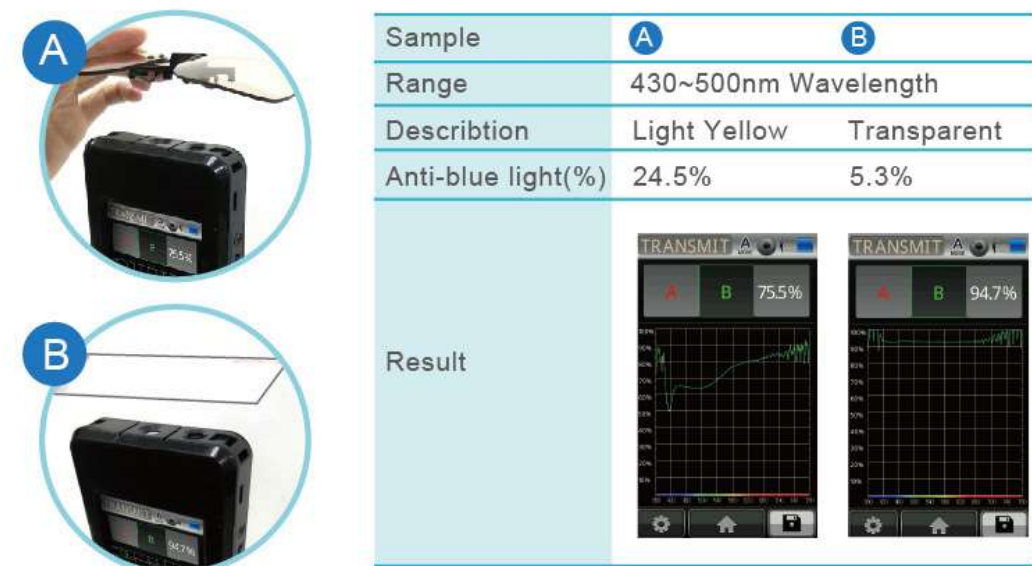 A
B
Sample A B
Range 430~500nm Wavelength
Describtion Light Yellow Transparent
Anti-blue light(%) 24.5% 5.3%
Result
TRANSMIT A
A B 75.5%
TRANSMIT A
A B 94.7%
B 75.5%
B 94.7%